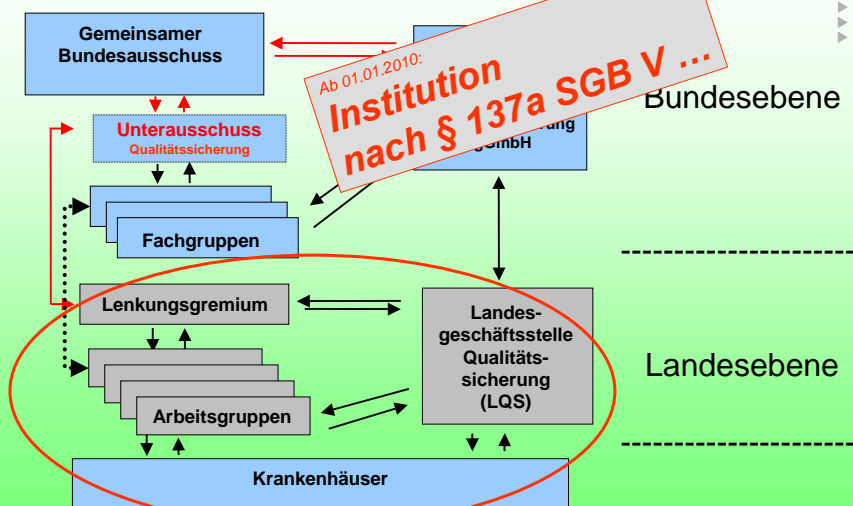 Gemeinsamer
Bundesausschuss
Ab 01.01.2010:
Institution
nach § 137a SGB V ...
Bundesebene
gGmbH
Unterausschuss
Qualitätssicherung
Fachgruppen
Lenkungsgremium
Landes-
geschäftsstelle
Qualitäts-
sicherung
(LQS)
Landesebene
Arbeitsgruppen
Krankenhäuser